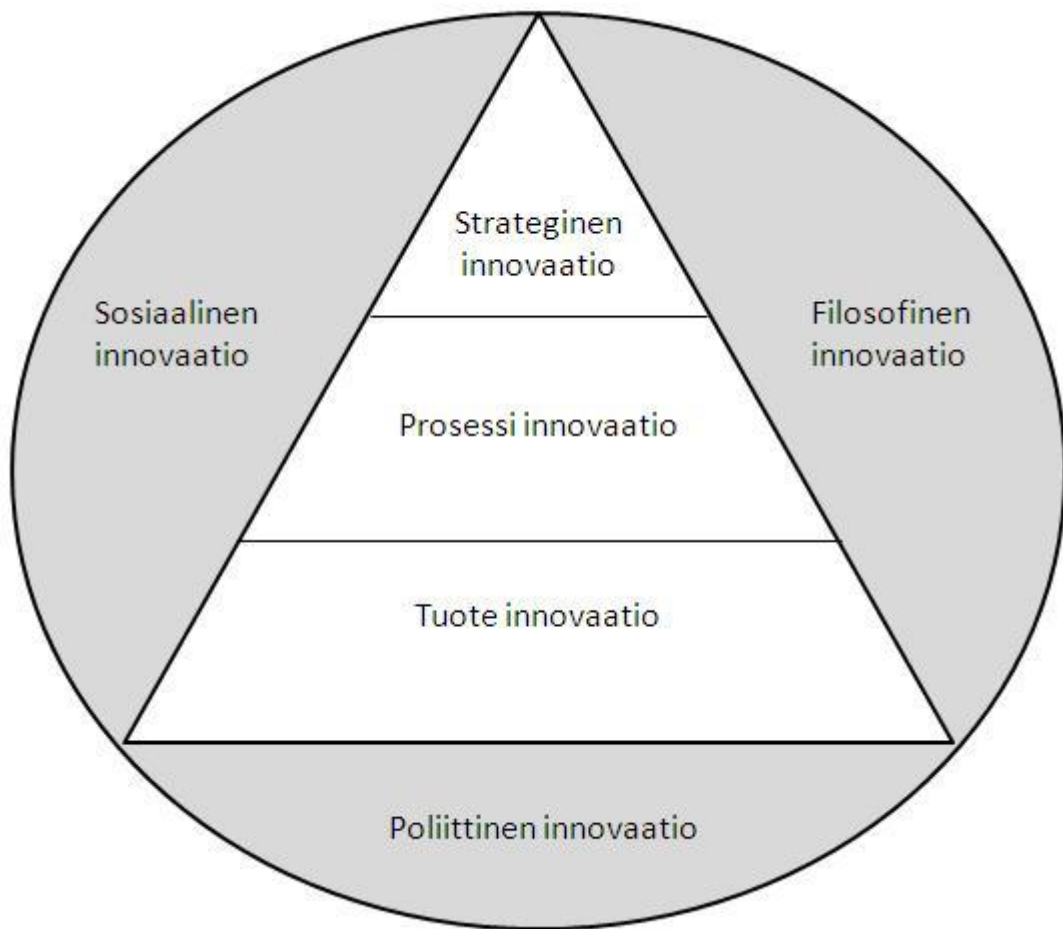 Strateginen
innovaatio
Sosiaalinen
innovaatio
Filosofinen
innovaatio
Prosessi innovaatio
Tuote innovaatio
Poliittinen innovaatio